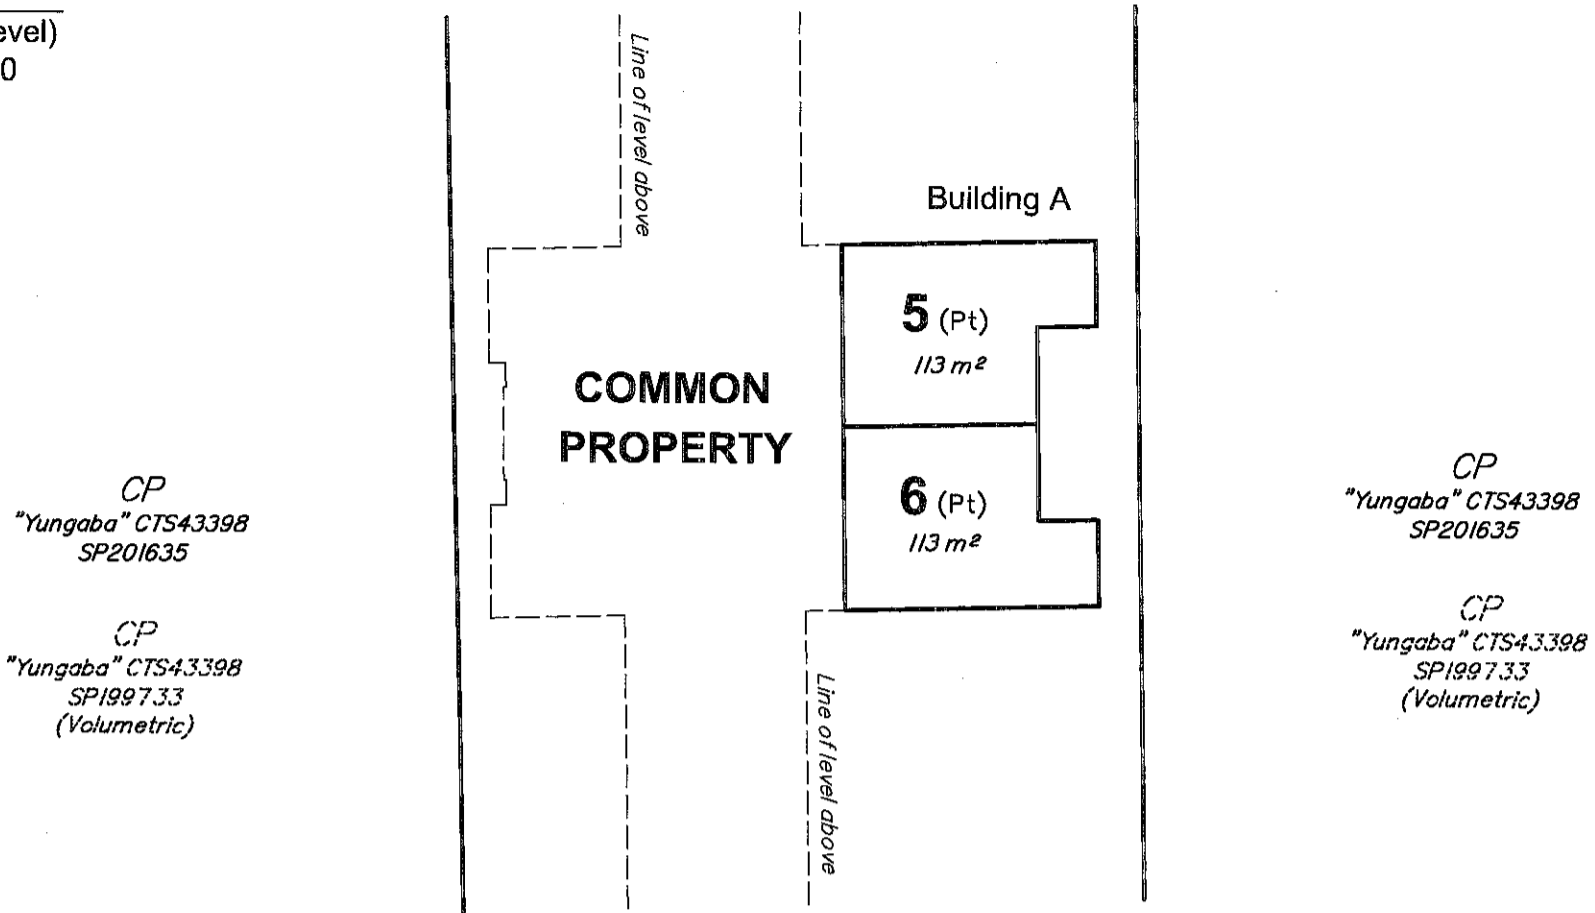 evel)
0
Line of level above
Building A
5 (Pt)
113 m²
COMMON
PROPERTY
6 (Pt)
113 m²
CP
"Yungaba" CTS43398
SP201635
CP
"Yungaba" CTS43398
SP199733
(Volumetric)
CP
"Yungaba" CTS43398
SP201635
CP
"Yungaba" CTS43398
SP199733
(Volumetric)
Line of level above